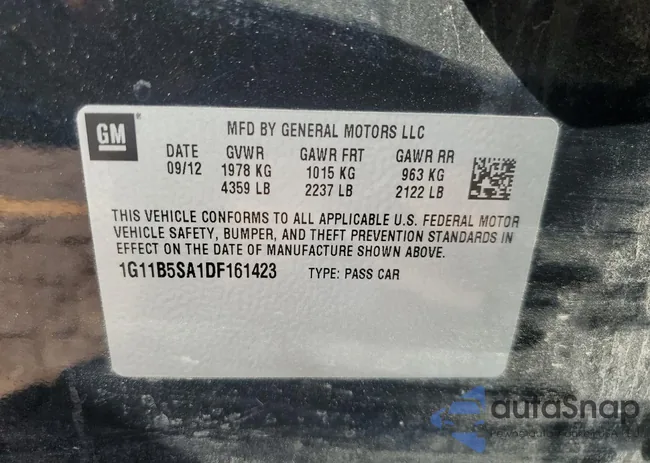 GM
MFD BY GENERAL MOTORS LLC
DATE GVWR GAWR FRT GAWR RR
09/12 1978 KG 1015 KG 963 KG
4359 LB 2237 LB 2122 LB
THIS VEHICLE CONFORMS TO ALL APPLICABLE U.S. FEDERAL MOTOR
VEHICLE SAFETY, BUMPER, AND THEFT PREVENTION STANDARDS IN
EFFECT ON THE DATE OF MANUFACTURE SHOWN ABOVE.
1G11B5SA1DF161423 TYPE: PASS CAR
autoSnap